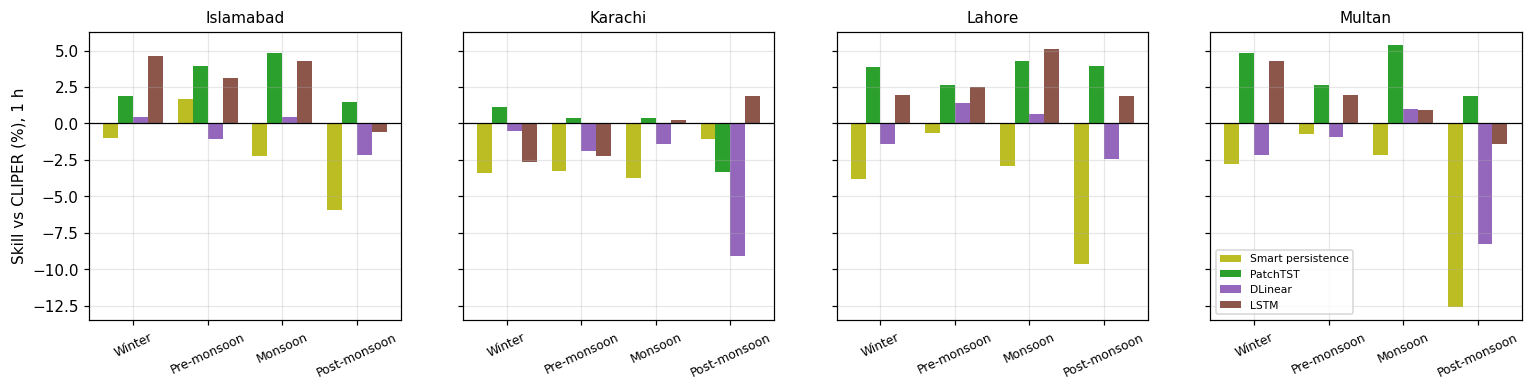 Islamabad
Karachi
Lahore
Multan
Skill vs CLIPER (%), 1 h
5.0
2.5
0.0
−2.5
−5.0
−7.5
−10.0
−12.5
Winter
Pre-monsoon
Monsoon
Post-monsoon
Winter
Pre-monsoon
Monsoon
Post-monsoon
Winter
Pre-monsoon
Monsoon
Post-monsoon
Winter
Pre-monsoon
Monsoon
Post-monsoon
Smart persistence
PatchTST
DLinear
LSTM